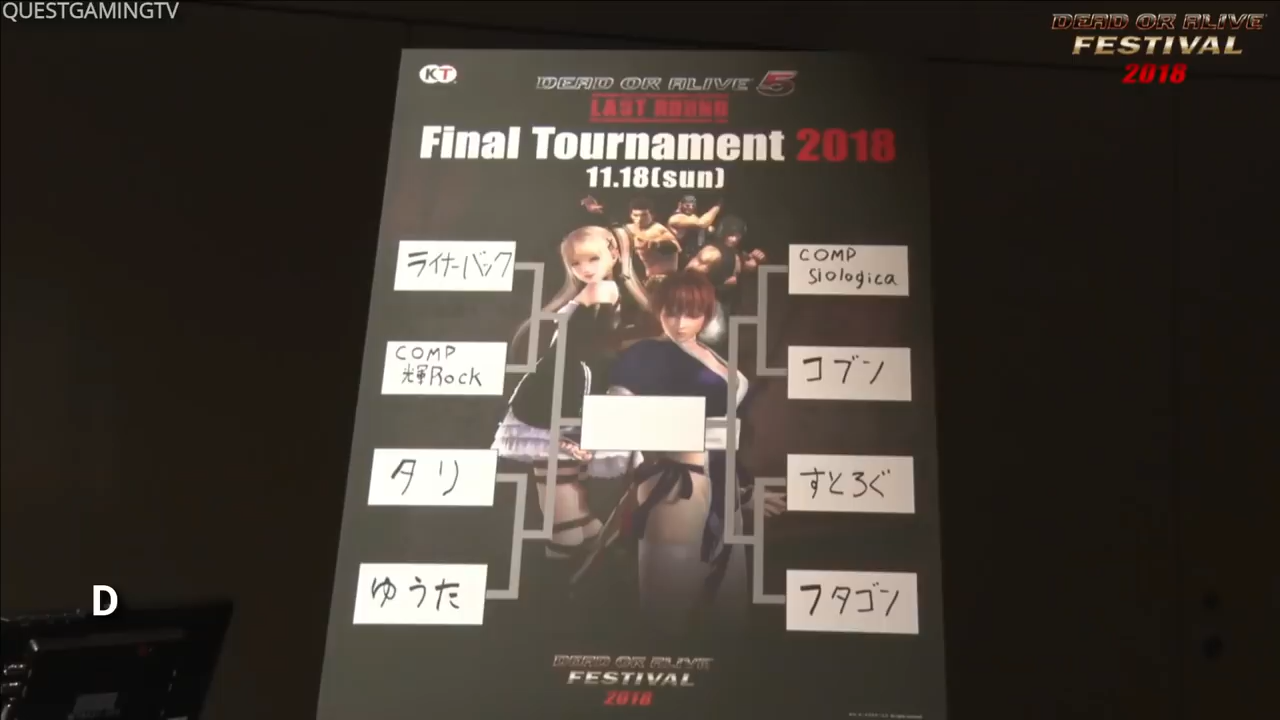 QUESTGAMINGTV
DEAD OR ALIVE
FESTIVAL
2018
KT
DEAD OR ALIVE 5
LAST ROUND
Final Tournament 2018
11.18(sun)
ライナーバック
COMP
輝Rock
タリ
ゆうた
COMP
Siologica
コブン
すとろぐ
フタゴン
DEAD OR ALIVE
FESTIVAL
2018
D